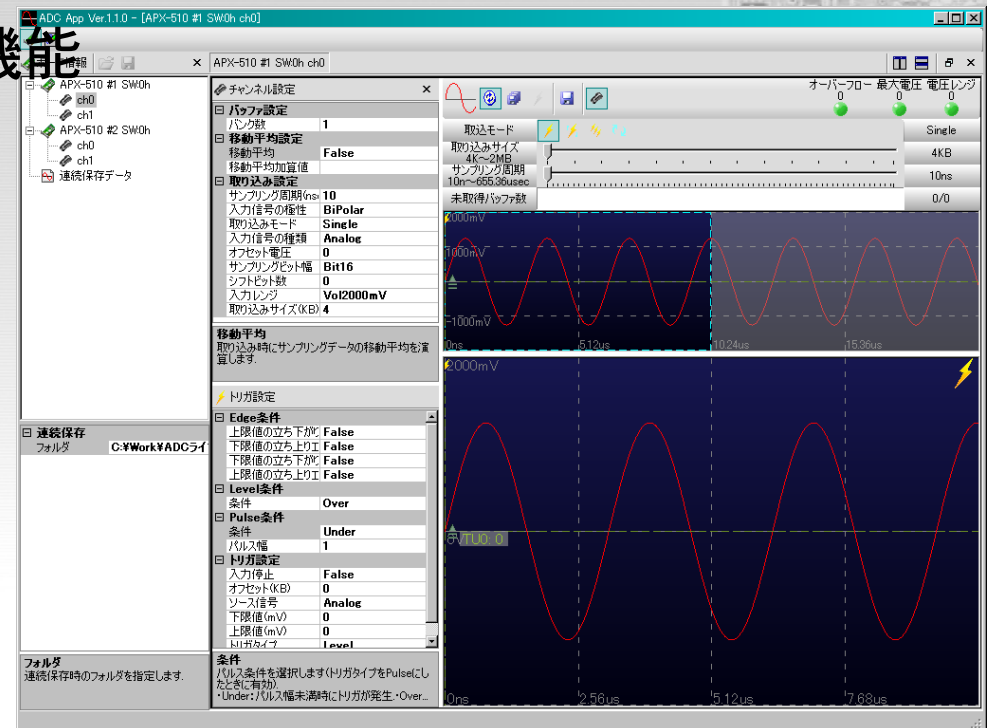 ADC App Ver.1.1.0 - [APX-510 #1 SW:0h ch0]
機能
情報
APX-510 #1 SW:0h
ch0
ch1
APX-510 #2 SW:0h
ch0
ch1
連続保存データ
連続保存
フォルダ C:¥Work¥ADCライ
フォルダ
連続保存時のフォルダを指定します.
APX-510 #1 SW:0h ch0
チャンネル設定
バッファ設定
バンク数 1
移動平均設定
移動平均 False
移動平均加算値
取り込み設定
サンプリング周期(ns 10
入力信号の極性 BiPolar
取り込みモード Single
入力信号の種類 Analog
オフセット電圧 0
サンプリングビット幅 Bit16
シフトビット数 0
入力レンジ Vol2000mV
取り込みサイズ(KB) 4
移動平均
取り込み時にサンプリングデータの移動平均を演
算します.
トリガ設定
Edge条件
上限値の立ち下が False
下限値の立ち上りエ False
下限値の立ち下が False
上限値の立ち上りエ False
Level条件
条件 Over
Pulse条件
条件 Under
パルス幅 1
トリガ設定
入力停止 False
オフセット(KB) 0
ソース信号 Analog
下限値(mV) 0
上限値(mV) 0
トリガタイプ Level
条件
パルス条件を選択します(トリガタイプをPulseにし
たときに有効).
・Under:パルス幅未満時にトリガが発生.・Over...
オーバーフロー 最大電圧 電圧レンジ
0 0 0
取込モード Single
取り込みサイズ
4K～2MB
4KB
サンプリング周期
10n～655.36usec
10ns
未取得バッファ数 0/0
2000mV
1000mV
-1000mV
0ns 5.12us 10.24us 15.36us
2000mV
0V TU0: 0
0ns 2.56us 5.12us 7.68us